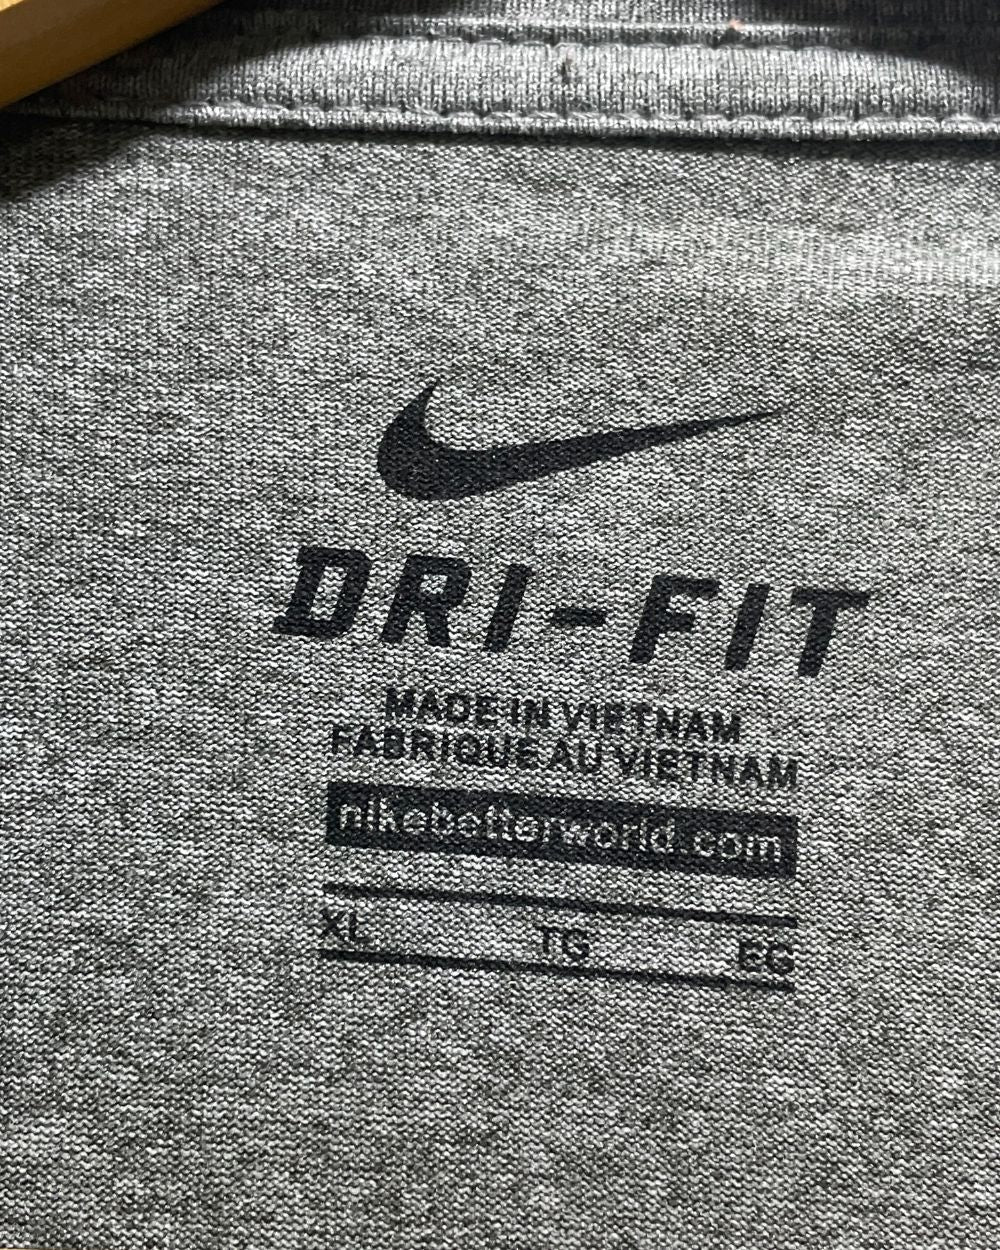 DRI-FIT
MADE IN VIETNAM
FABRIQUE AU VIETNAM
nikebetterworld.com
XL TG EG